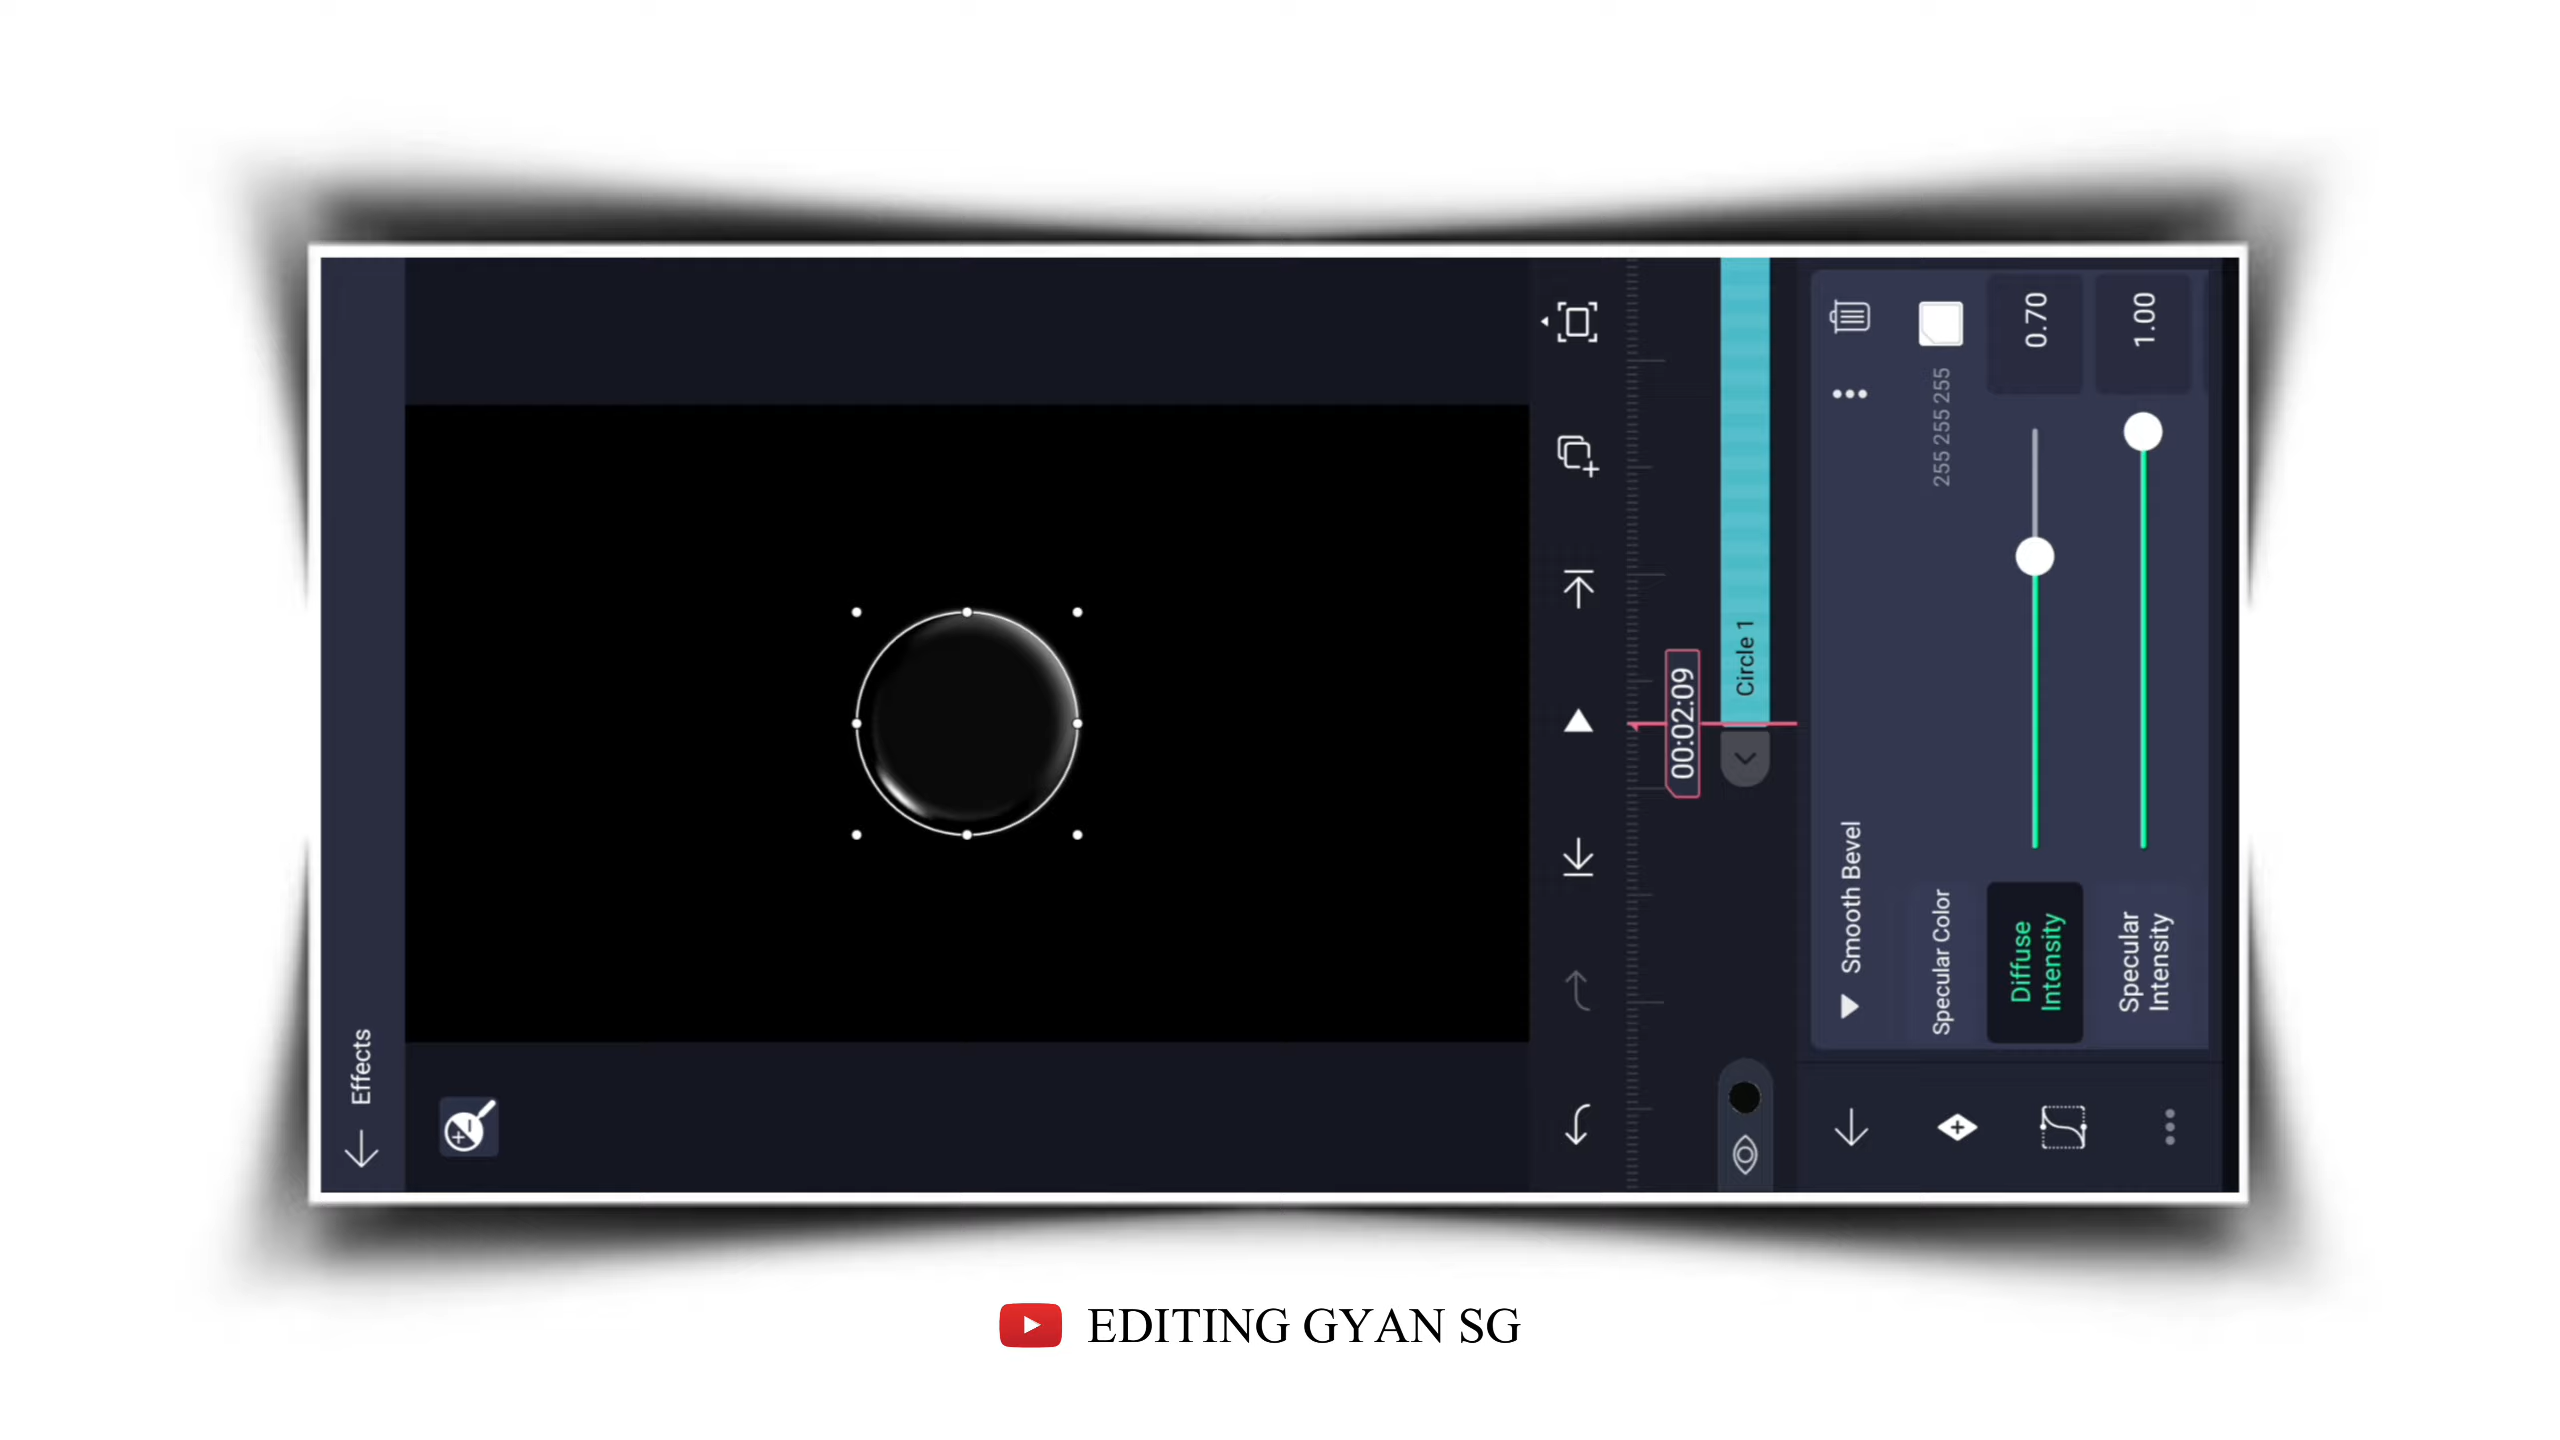 Effects
00:02:09
Circle 1
Smooth Bevel
Specular Color
255 255 255
Diffuse
Intensity
0.70
Specular
Intensity
1.00
EDITING GYAN SG